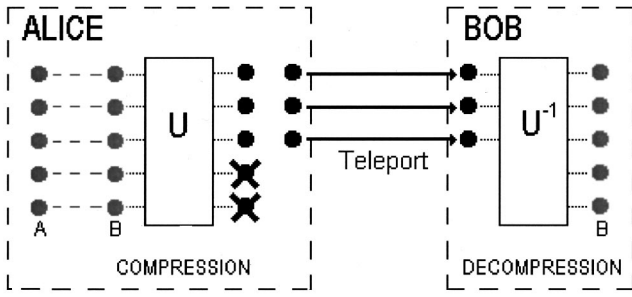 ALICE
BOB
U
U-1
Teleport
A
B
B
COMPRESSION
DECOMPRESSION